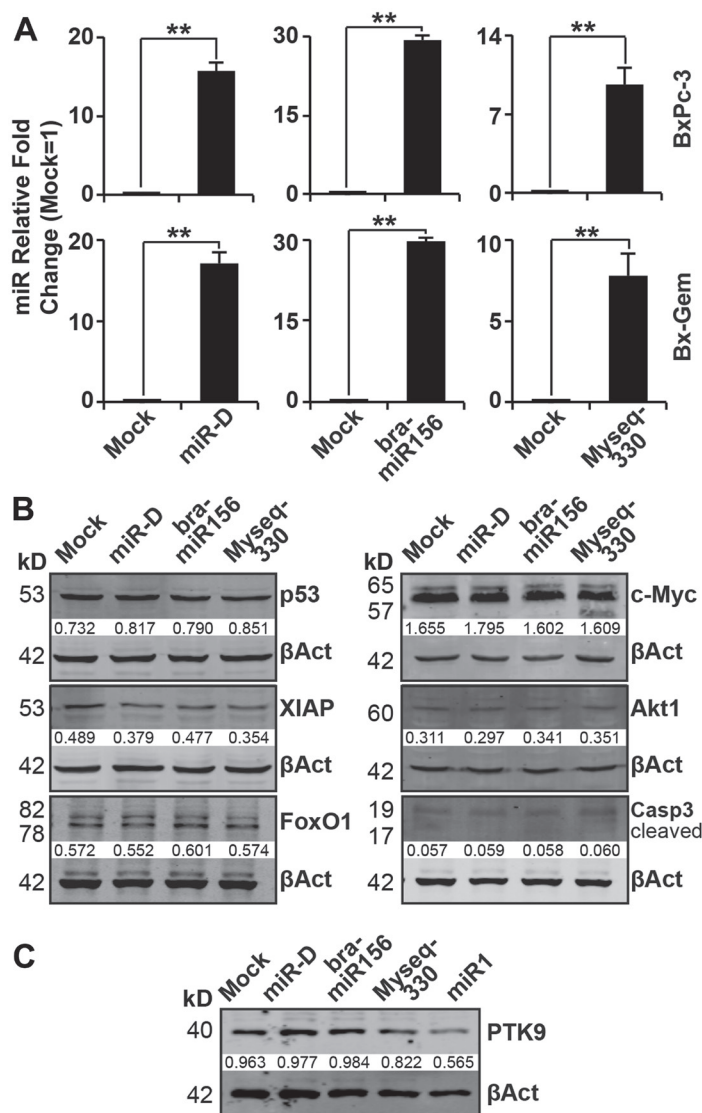 A
miR Relative Fold
Change (Mock=1)
20
10
0
**
30
15
0
**
14
7
0
**
BxPc-3
20
10
0
**
30
15
0
**
10
5
0
**
Bx-Gem
Mock
miR-D
Mock
bra-
miR156
Mock
Myseq-
330
B
kD
Mock
miR-D
bra-
miR156
Myseq-
330
53
p53
0.732 0.817 0.790 0.851
42
βAct
53
XIAP
0.489 0.379 0.477 0.354
42
βAct
82
78
FoxO1
0.572 0.552 0.601 0.574
42
βAct
kD
Mock
miR-D
bra-
miR156
Myseq-
330
65
57
c-Myc
1.655 1.795 1.602 1.609
42
βAct
60
Akt1
0.311 0.297 0.341 0.351
42
βAct
19
17
Casp3
cleaved
0.057 0.059 0.058 0.060
42
βAct
C
kD
Mock
miR-D
bra-
miR156
Myseq-
330
miR1
40
PTK9
0.963 0.977 0.984 0.822 0.565
42
βAct